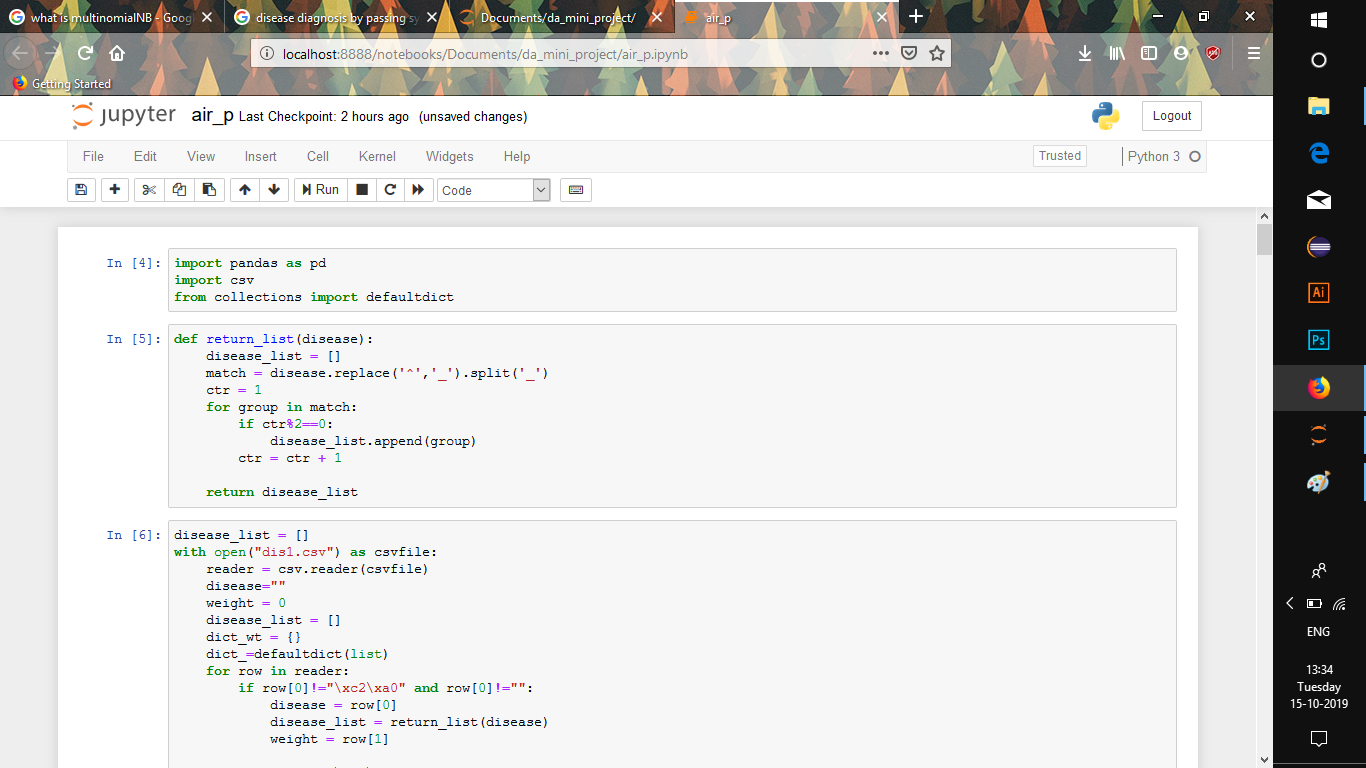 what is multinomialNB - Goog
disease diagnosis by passing sy
Documents/da_mini_project/
air_p
localhost:8888/notebooks/Documents/da_mini_project/air_p.ipynb
Getting Started
jupyter air_p Last Checkpoint: 2 hours ago (unsaved changes)
Logout
File Edit View Insert Cell Kernel Widgets Help
Trusted
Python 3
Run
Code
In [4]:
import pandas as pd
import csv
from collections import defaultdict
In [5]:
def return_list(disease):
    disease_list = []
    match = disease.replace('^','_').split('_')
    ctr = 1
    for group in match:
        if ctr%2==0:
            disease_list.append(group)
        ctr = ctr + 1
    return disease_list
In [6]:
disease_list = []
with open("dis1.csv") as csvfile:
    reader = csv.reader(csvfile)
    disease=""
    weight = 0
    disease_list = []
    dict_wt = {}
    dict_=defaultdict(list)
    for row in reader:
        if row[0]!="\xc2\xa0" and row[0]!="":
            disease = row[0]
            disease_list = return_list(disease)
            weight = row[1]
Ai
Ps
ENG
13:34
Tuesday
15-10-2019